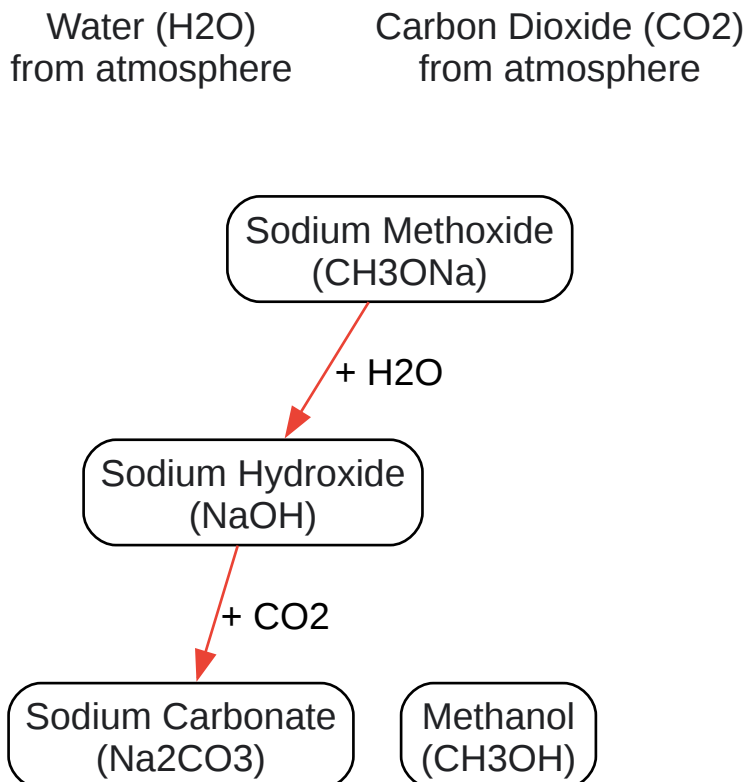 Water (H2O)
from atmosphere
Carbon Dioxide (CO2)
from atmosphere
Sodium Methoxide
(CH3ONa)
+ H2O
Sodium Hydroxide
(NaOH)
+ CO2
Sodium Carbonate
(Na2CO3)
Methanol
(CH3OH)